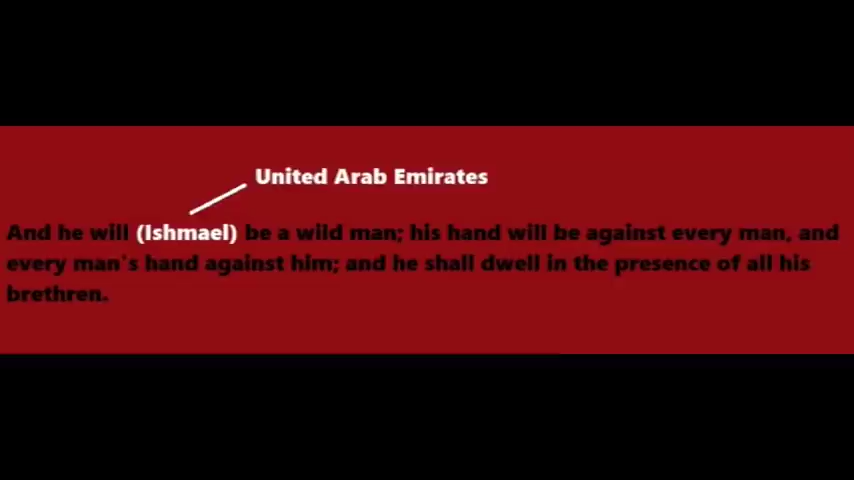 United Arab Emirates
And he will (Ishmael) be a wild man; his hand will be against every man, and
every man's hand against him; and he shall dwell in the presence of all his
brethren.